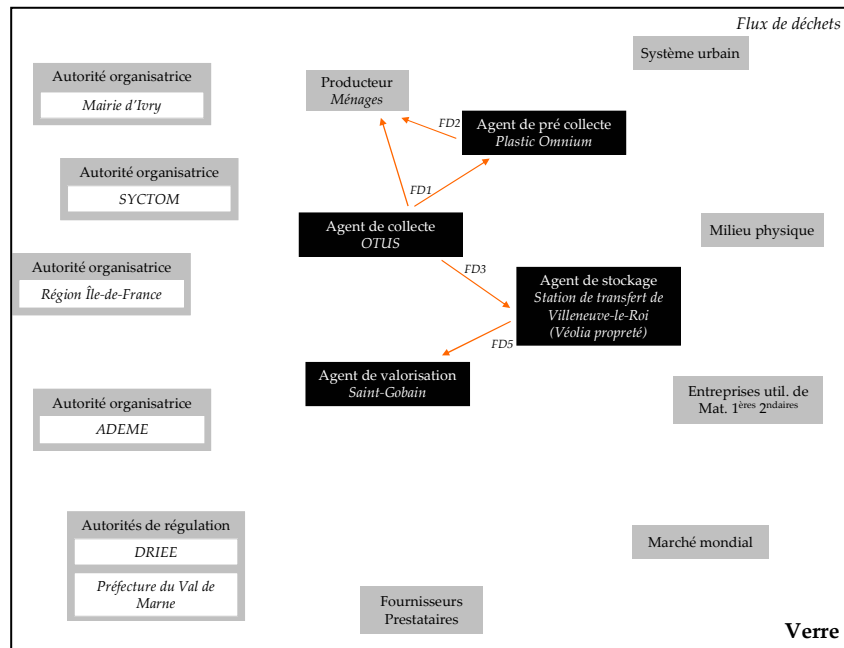 Flux de déchets
Système urbain
Autorité organisatrice
Mairie d'Ivry
Producteur
Ménages
FD2
Agent de pré collecte
Plastic Omnium
Autorité organisatrice
SYCTOM
FD1
Agent de collecte
OTUS
Milieu physique
Autorité organisatrice
Région Île-de-France
FD3
Agent de stockage
Station de transfert de
Villeneuve-le-Roi
(Véolia propreté)
FD5
Agent de valorisation
Saint-Gobain
Entreprises util. de
Mat. 1ères 2ndaires
Autorité organisatrice
ADEME
Autorités de régulation
DRIEE
Préfecture du Val de
Marne
Marché mondial
Fournisseurs
Prestataires
Verre